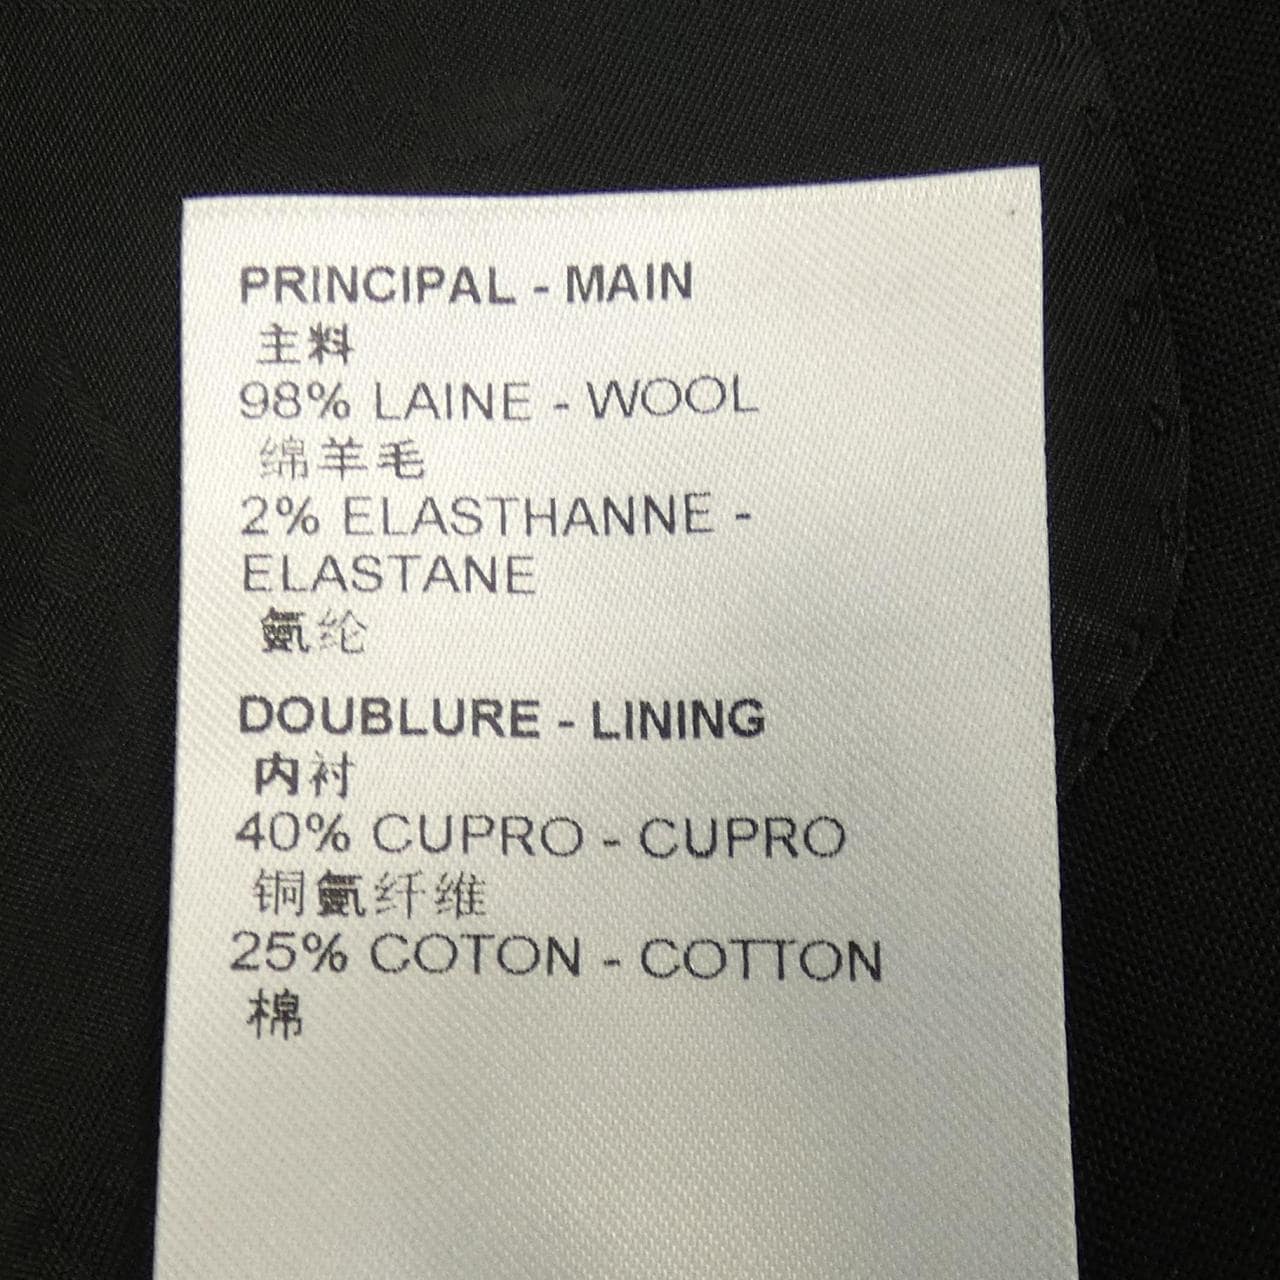 PRINCIPAL - MAIN
主料
98% LAINE - WOOL
绵羊毛
2% ELASTHANNE -
ELASTANE
氨纶
DOUBLURE - LINING
内衬
40% CUPRO - CUPRO
铜氨纤维
25% COTON - COTTON
棉